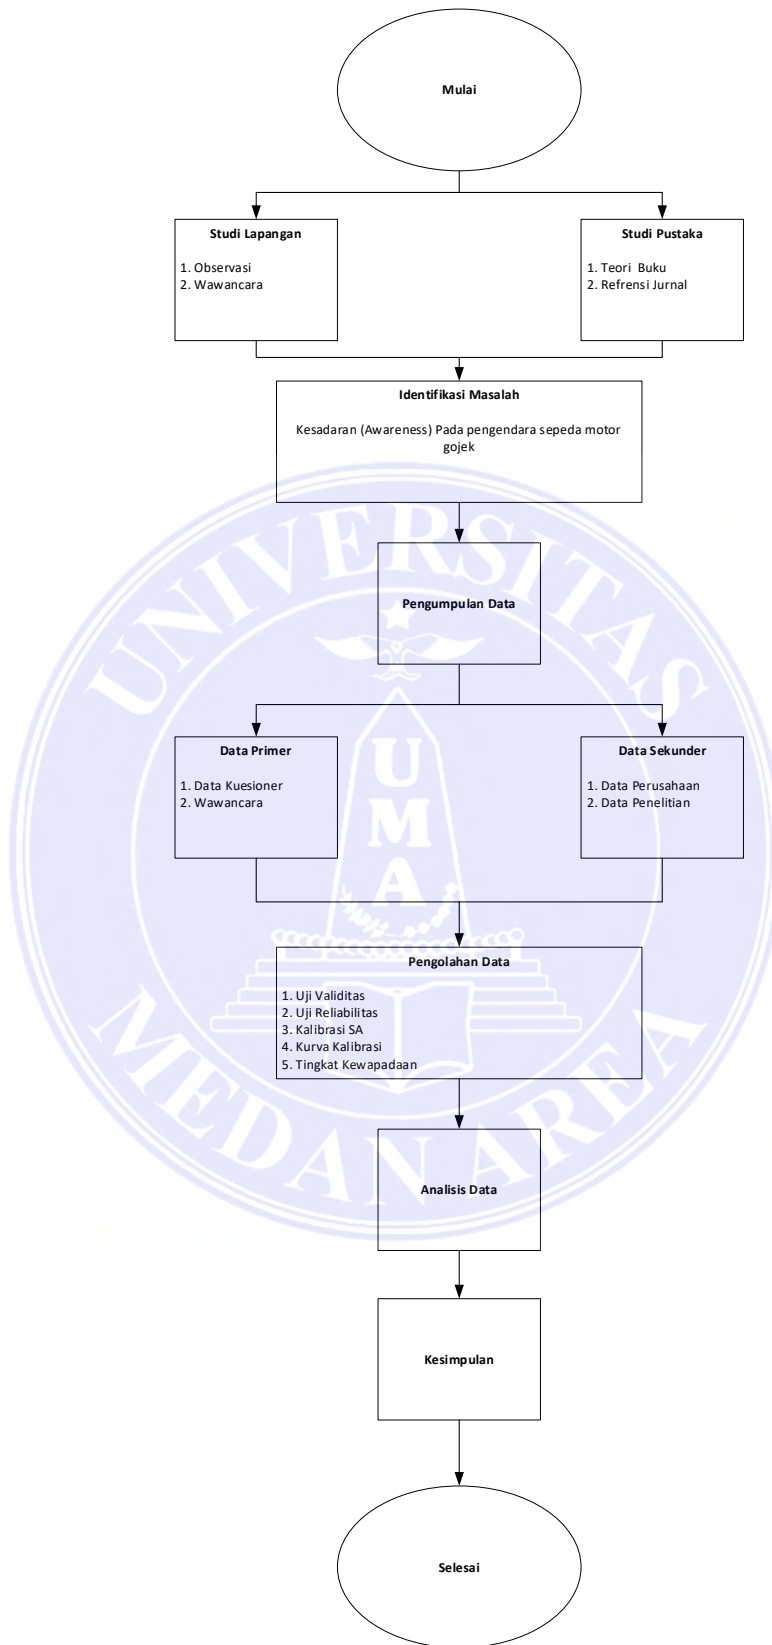 Mulai
Studi Lapangan
1. Observasi
2. Wawancara
Studi Pustaka
1. Teori Buku
2. Refrensi Jurnal
Identifikasi Masalah
Kesadaran (Awareness) Pada pengendara sepeda motor
gojek
Pengumpulan Data
Data Primer
1. Data Kuesioner
2. Wawancara
Data Sekunder
1. Data Perusahaan
2. Data Penelitian
Pengolahan Data
1. Uji Validitas
2. Uji Reliabilitas
3. Kalibrasi SA
4. Kurva Kalibrasi
5. Tingkat Kewapadaan
Analisis Data
Kesimpulan
Selesai
UNIVERSITAS
UMA
MEDAN AREA